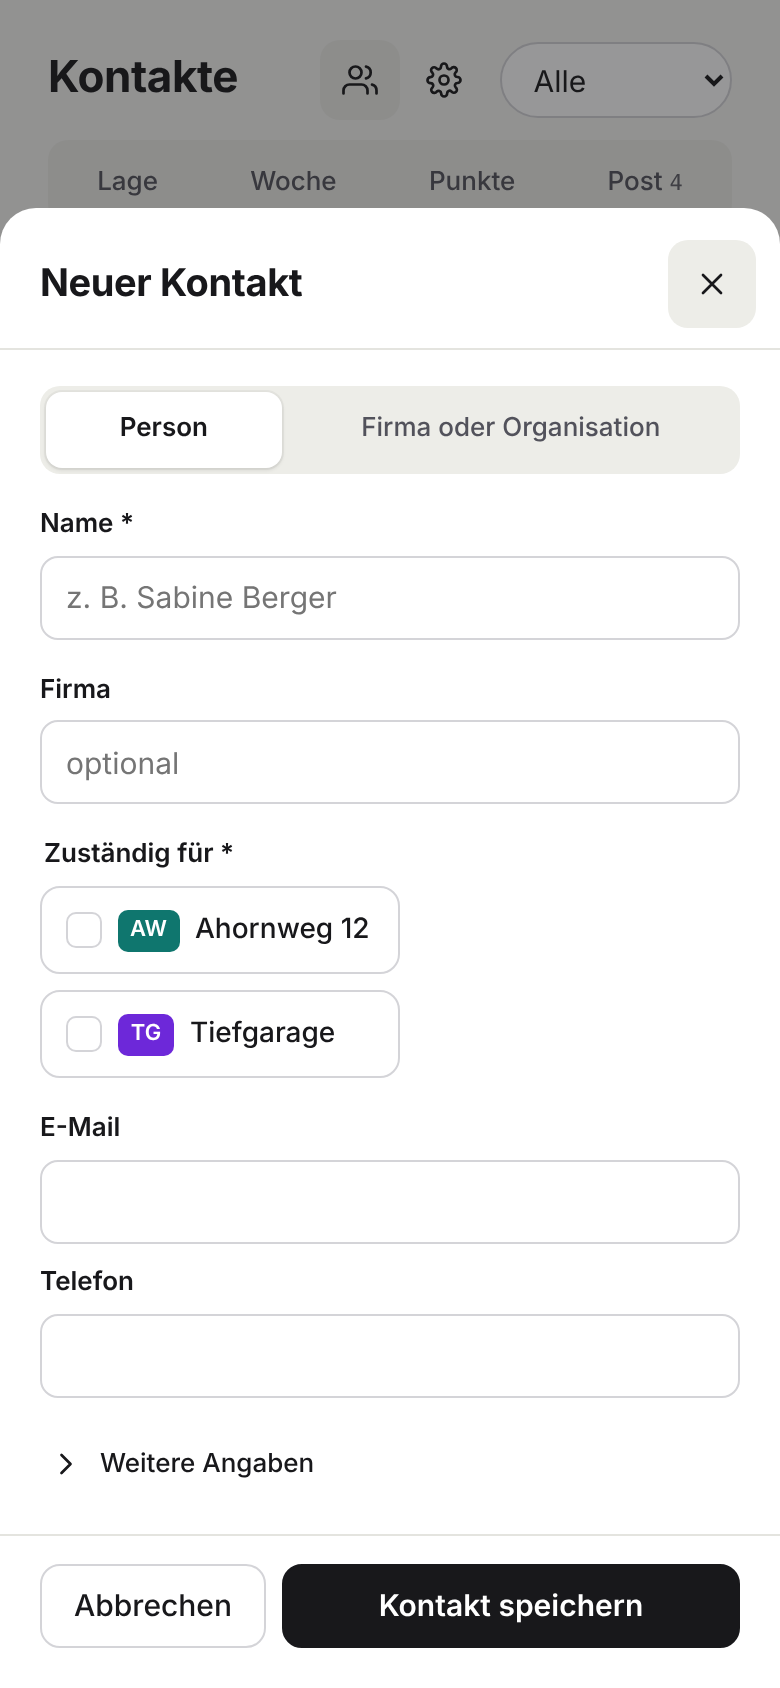 Kontakte
Alle
Lage Woche Punkte Post 4
Neuer Kontakt
Person Firma oder Organisation
Name *
z. B. Sabine Berger
Firma
optional
Zuständig für *
AW Ahornweg 12
TG Tiefgarage
E-Mail
Telefon
Weitere Angaben
Abbrechen Kontakt speichern